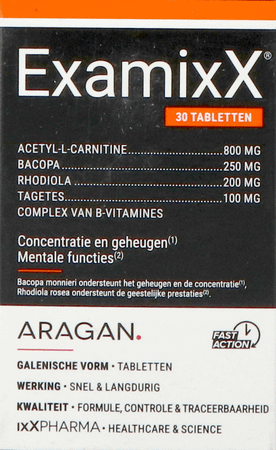 ExamixX®
30 TABLETTEN
ACETYL-L-CARNITINE 800 MG
BACOPA 250 MG
RHODIOLA 200 MG
TAGETES 100 MG
COMPLEX VAN B-VITAMINES
Concentratie en geheugen(1)
Mentale functies(2)
Bacopa monnieri ondersteunt het geheugen en de concentratie(1),
Rhodiola rosea ondersteunt de geestelijke prestaties(2).
ARAGAN.
FAST ACTION
GALENISCHE VORM • TABLETTEN
WERKING • SNEL & LANGDURIG
KWALITEIT • FORMULE, CONTROLE & TRACEERBAARHEID
IXXPHARMA • HEALTHCARE & SCIENCE